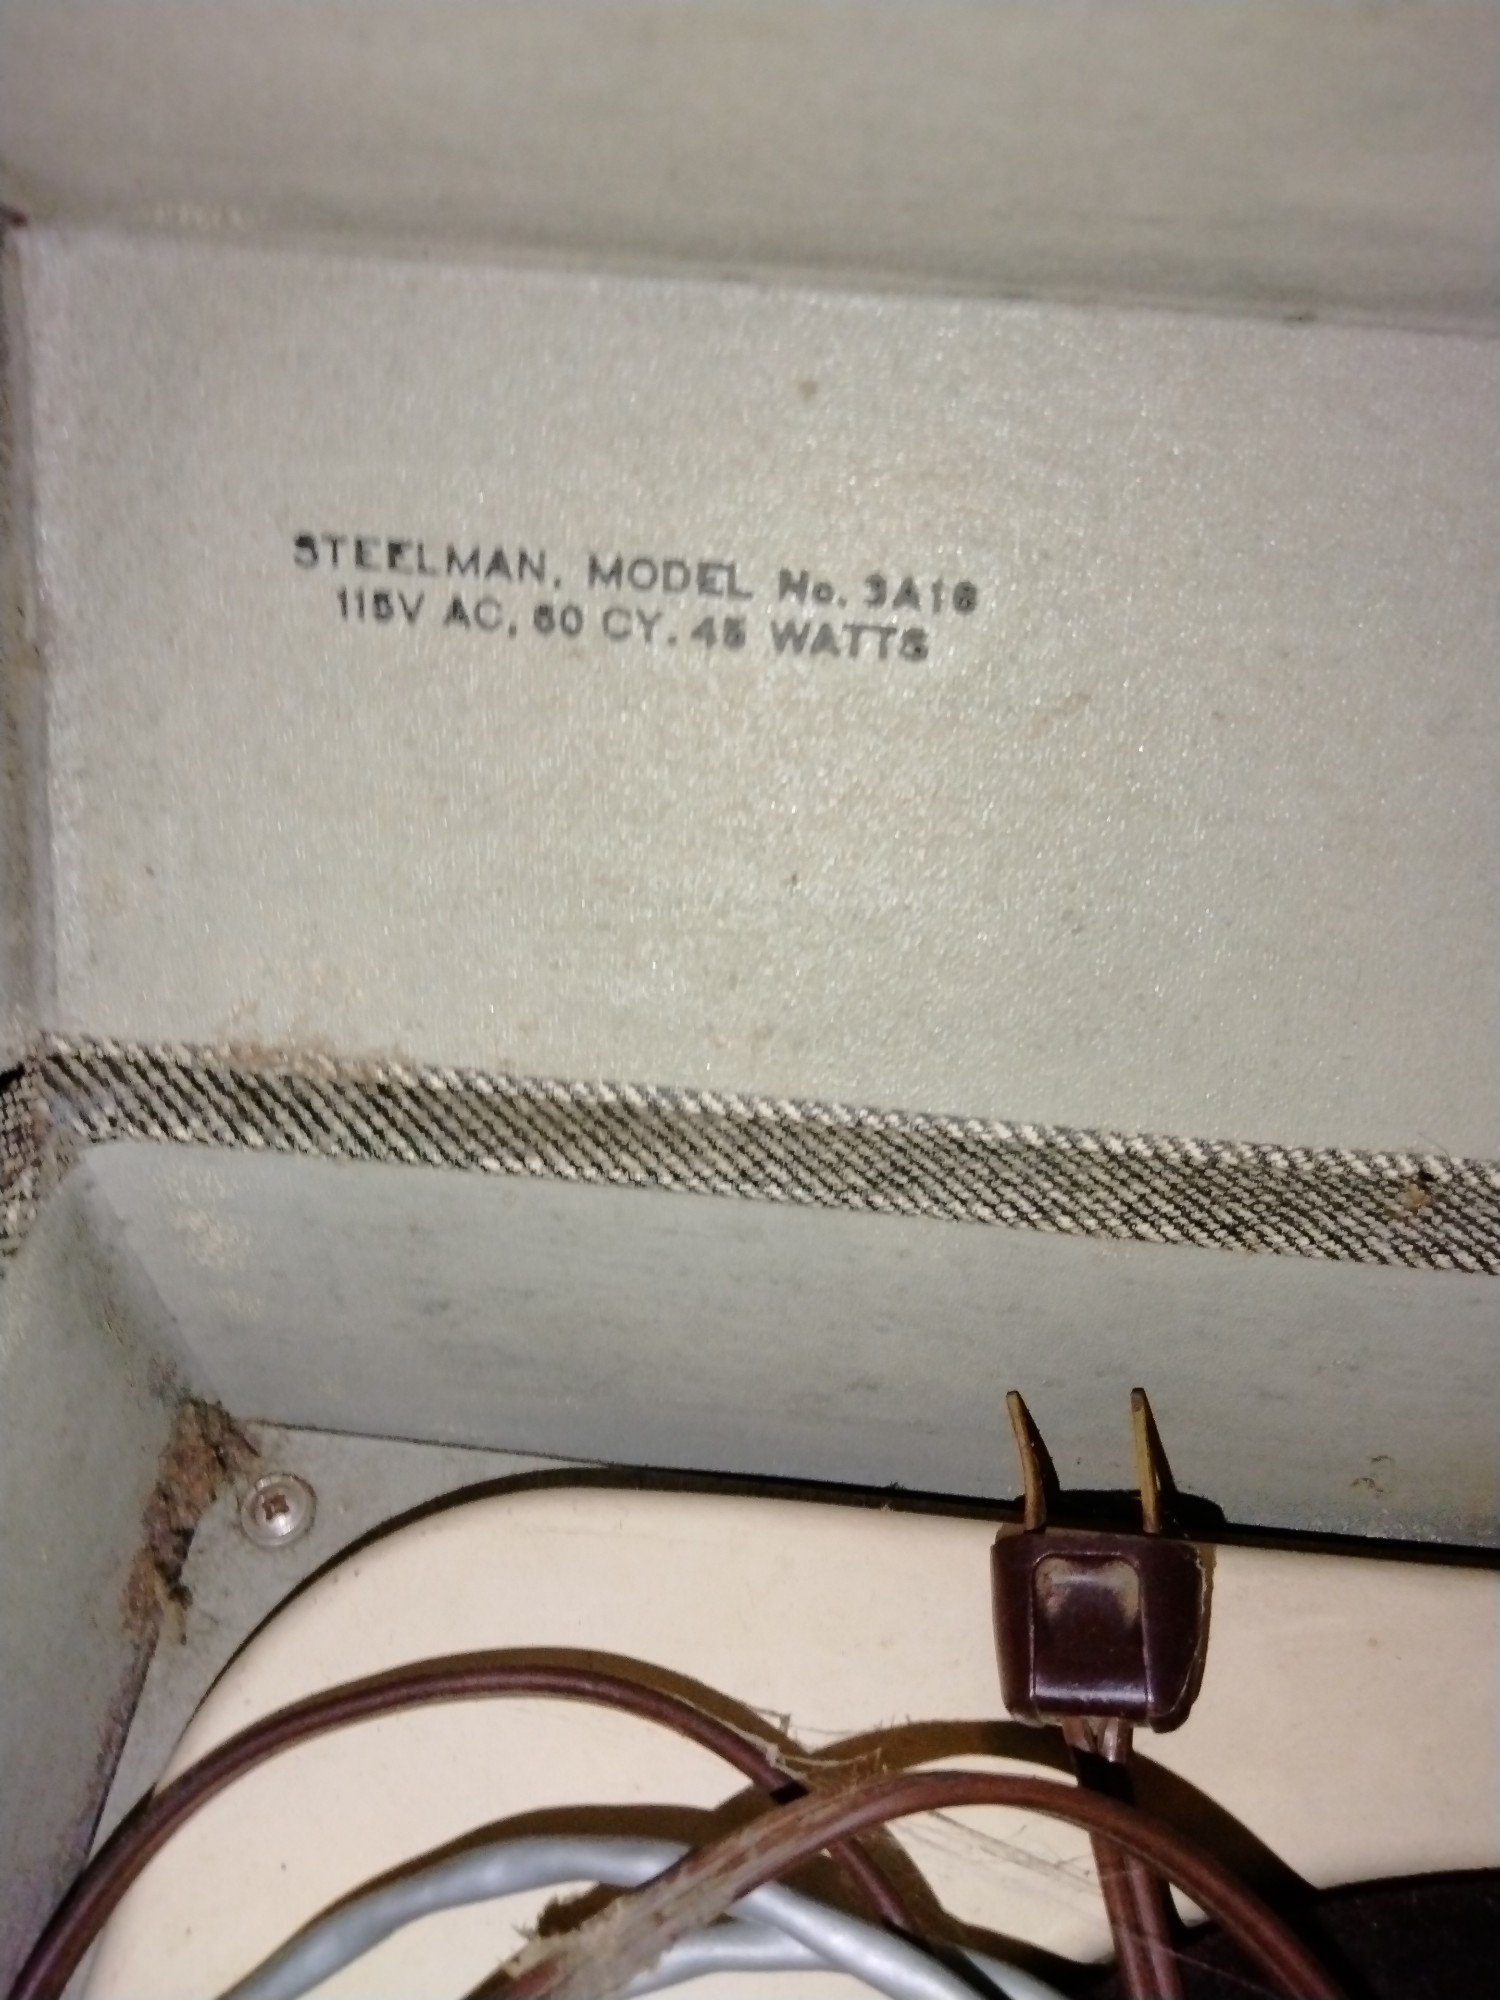 STEELMAN, MODEL No. 3A16
115V AC, 60 CY. 45 WATTS